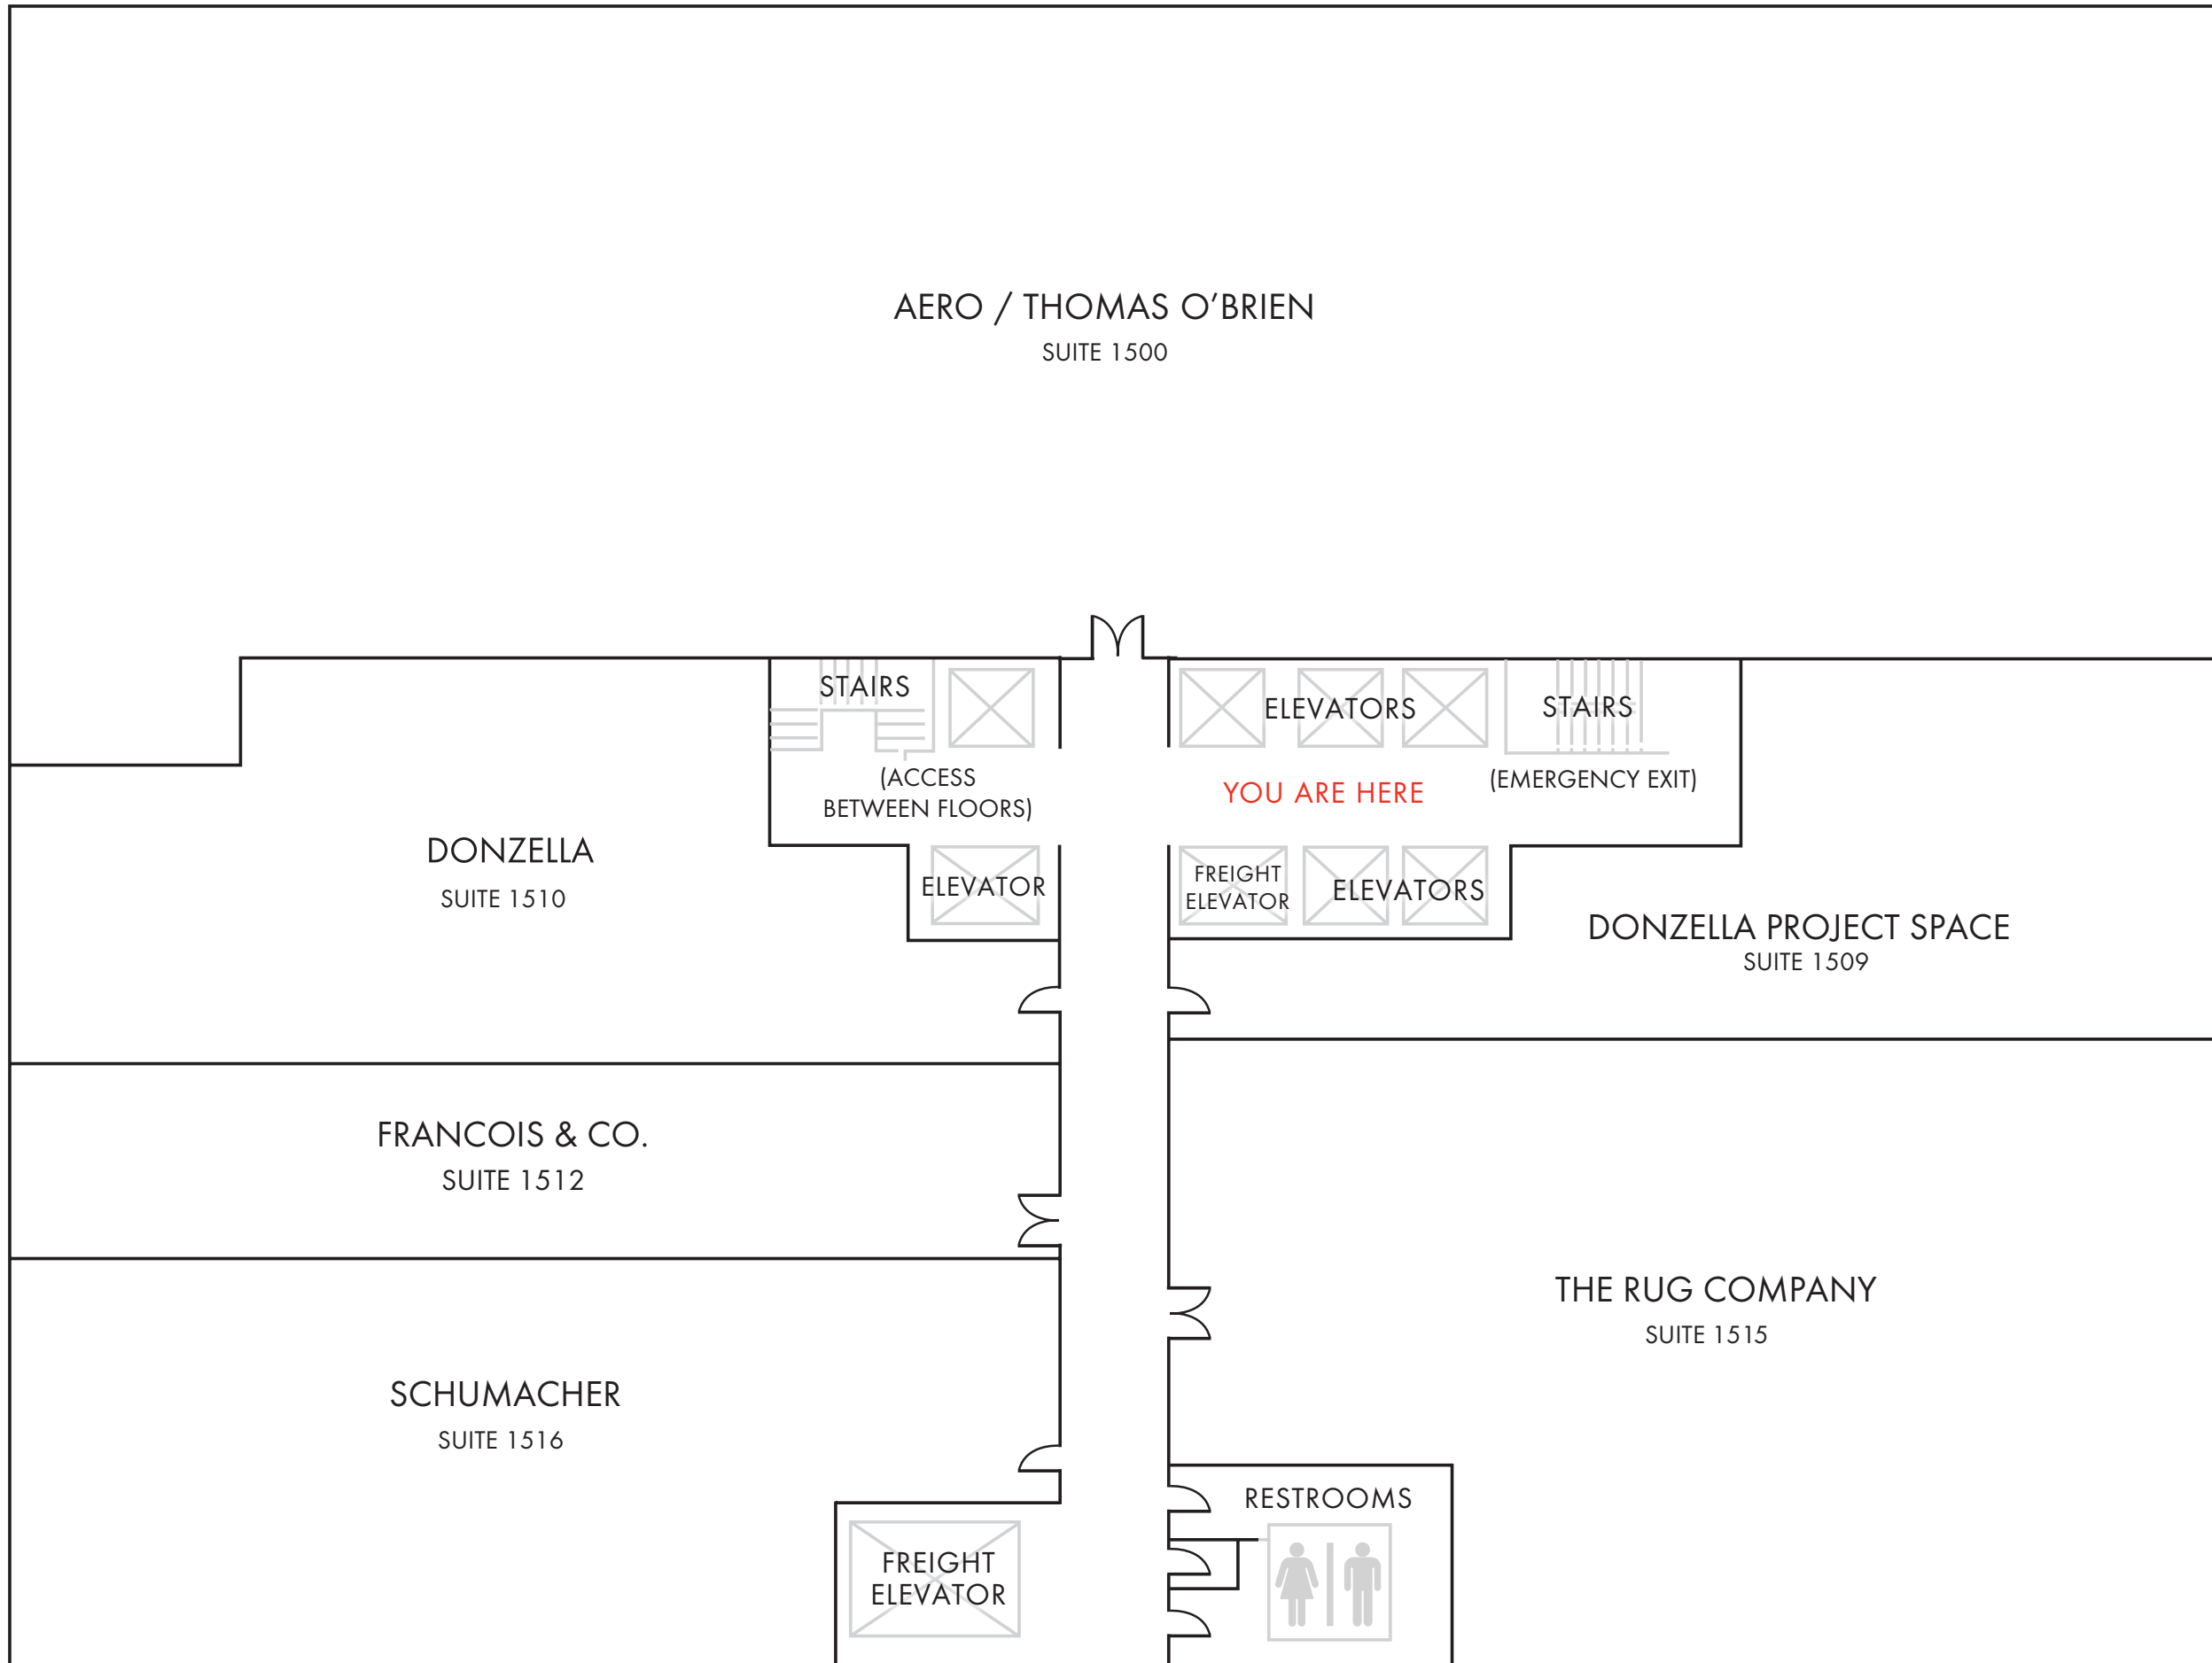 AERO / THOMAS O’BRIEN
SUITE 1500
STAIRS
(ACCESS
BETWEEN FLOORS)
ELEVATORS
STAIRS
(EMERGENCY EXIT)
YOU ARE HERE
DONZELLA
SUITE 1510
ELEVATOR
FREIGHT
ELEVATOR
ELEVATORS
DONZELLA PROJECT SPACE
SUITE 1509
FRANCOIS & CO.
SUITE 1512
THE RUG COMPANY
SUITE 1515
SCHUMACHER
SUITE 1516
RESTROOMS
FREIGHT
ELEVATOR